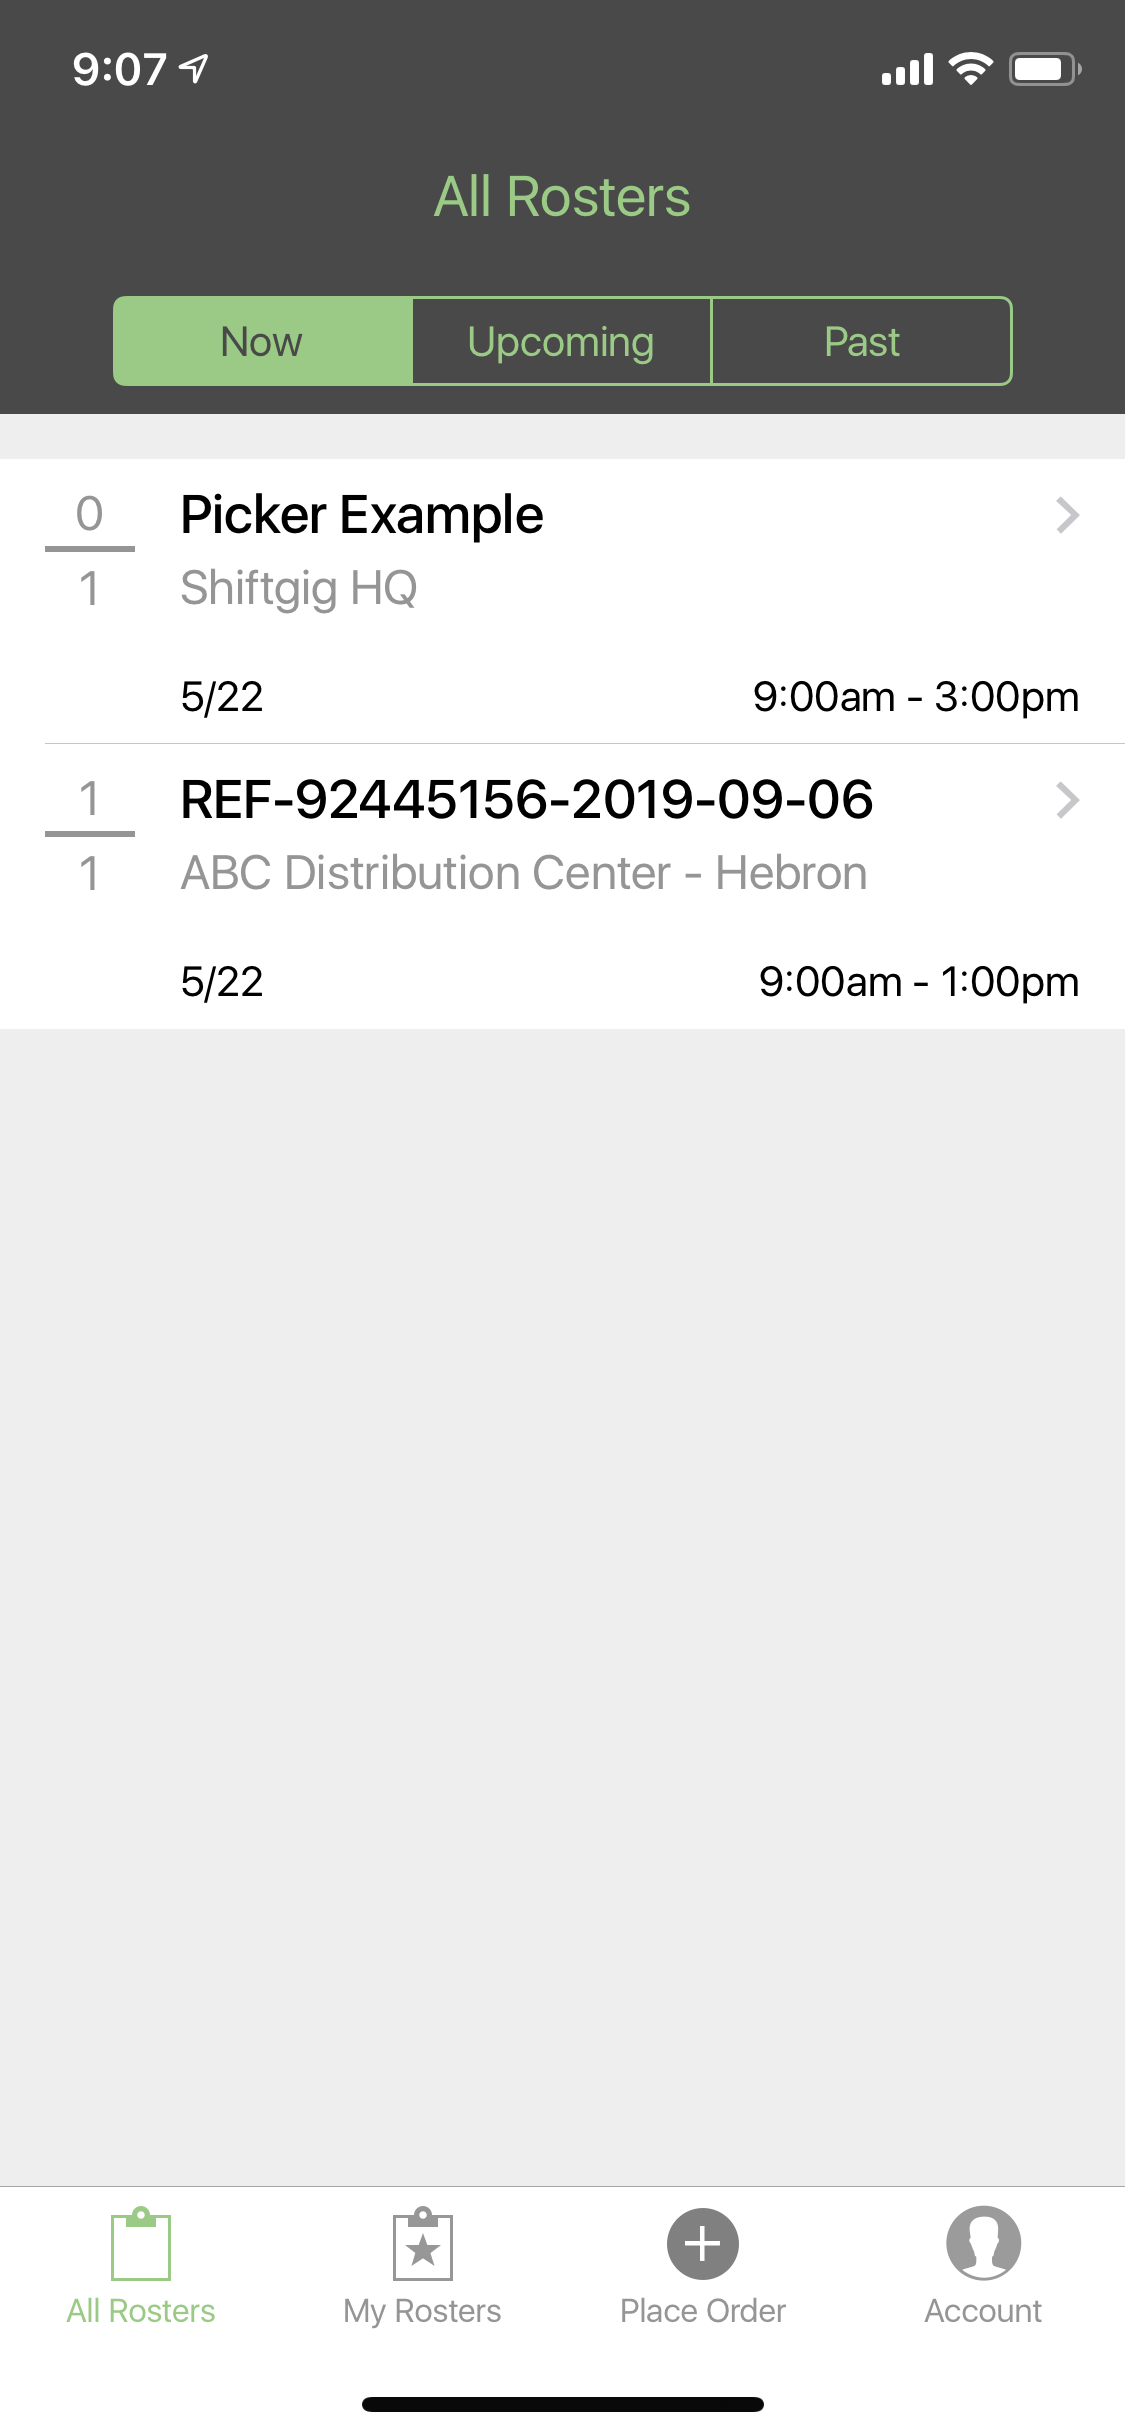 9:07
All Rosters
Now Upcoming Past
0 Picker Example
1 Shiftgig HQ
5/22 9:00am - 3:00pm
1 REF-92445156-2019-09-06
1 ABC Distribution Center - Hebron
5/22 9:00am - 1:00pm
All Rosters My Rosters Place Order Account